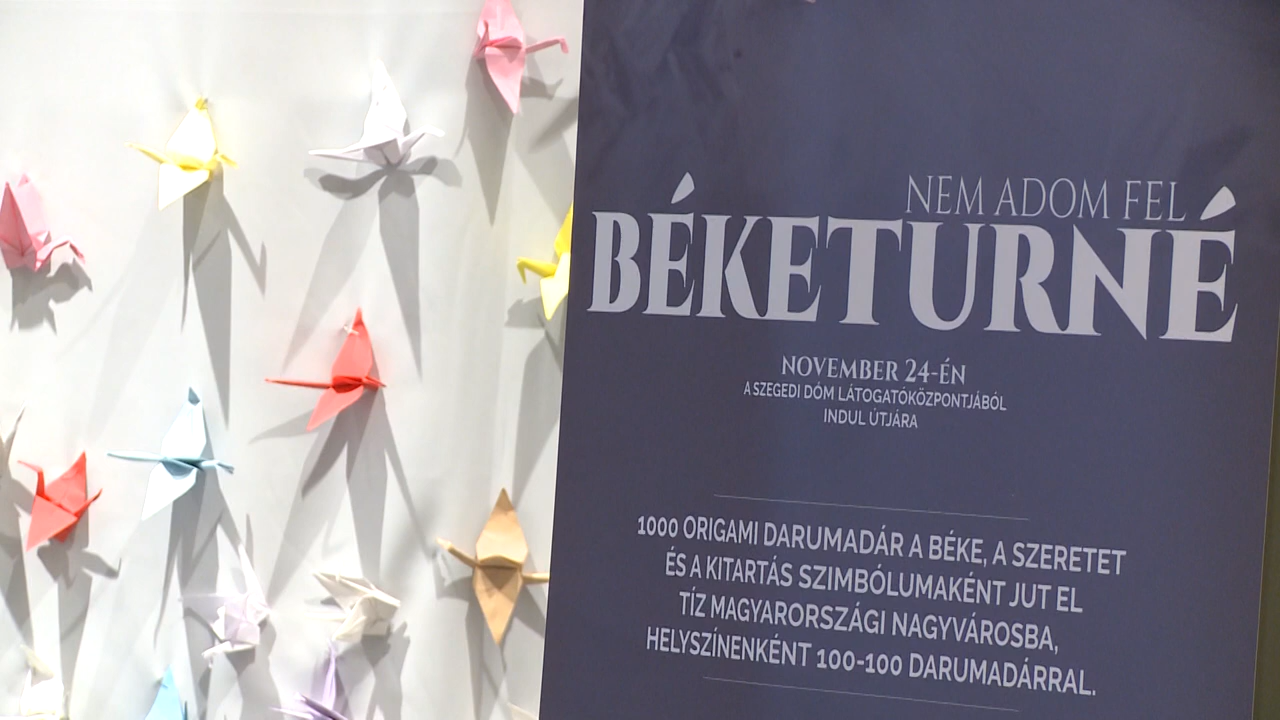 NEM ADOM FEL
BÉKETURNÉ
NOVEMBER 24-ÉN
A SZEGEDI DÓM LÁTOGATÓKÖZPONTJÁBÓL
INDUL ÚTJÁRA
1000 ORIGAMI DARUMADÁR A BÉKE, A SZERETET
ÉS A KITARTÁS SZIMBÓLUMAKÉNT JUT EL
TÍZ MAGYARORSZÁGI NAGYVÁROSBA,
HELYSZÍNENKÉNT 100-100 DARUMADÁRRAL.